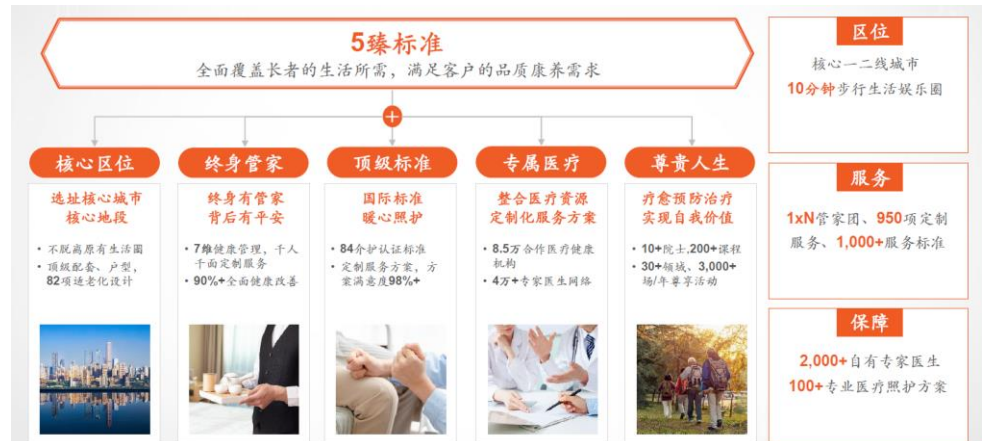 5臻标准
全面覆盖长者的生活所需，满足客户的品质康养需求
核心区位
选址核心城市
核心地段
• 不脱离原有生活圈
• 顶级配套、户型，
82项适老化设计
终身管家
终身有管家
背后有平安
• 7维健康管理，千人
千面定制服务
• 90%+全面健康改善
顶级标准
国际标准
暖心照护
• 84介护认证标准
• 定制服务方案，方
案满意度98%+
专属医疗
整合医疗资源
定制化服务方案
• 8.5万合作医疗健康
机构
• 4万+专家医生网络
尊贵人生
疗愈预防治疗
实现自我价值
• 10+院士,200+课程
• 30+领域、3,000+
场/年尊享活动
区位
核心一二线城市
10分钟步行生活娱乐圈
服务
1xN管家团、950项定制
服务、1,000+服务标准
保障
2,000+自有专家医生
100+专业医疗照护方案